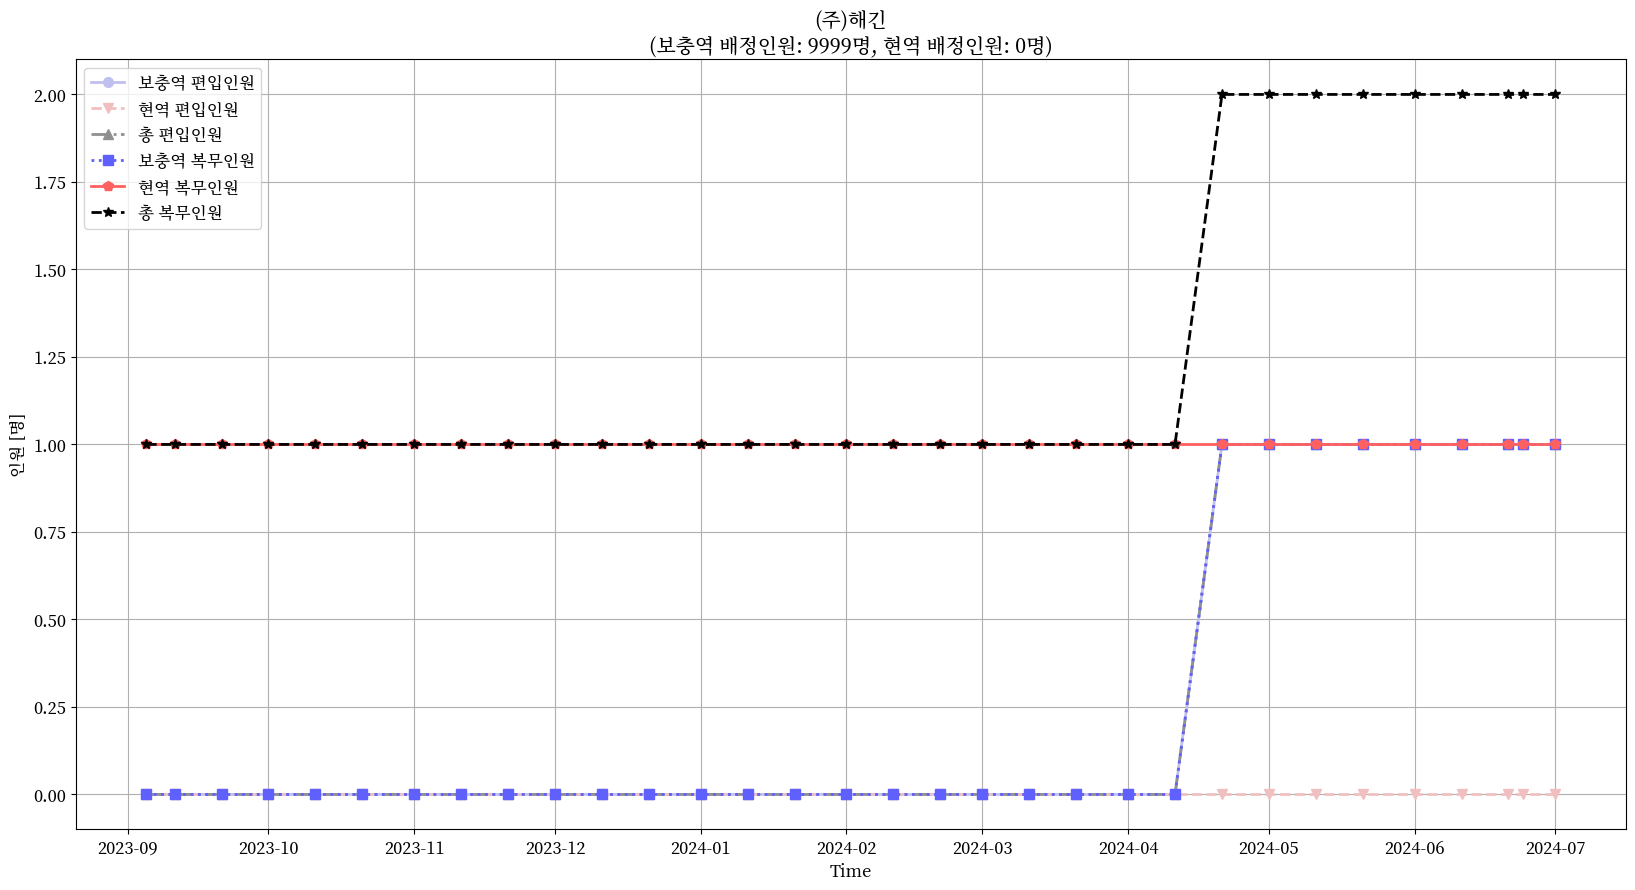 (주)해긴
(보충역 배정인원: 9999명, 현역 배정인원: 0명)
보충역 편입인원
현역 편입인원
총 편입인원
보충역 복무인원
현역 복무인원
총 복무인원
인원 [명]
2.00
1.75
1.50
1.25
1.00
0.75
0.50
0.25
0.00
2023-09 2023-10 2023-11 2023-12 2024-01 2024-02 2024-03 2024-04 2024-05 2024-06 2024-07
Time